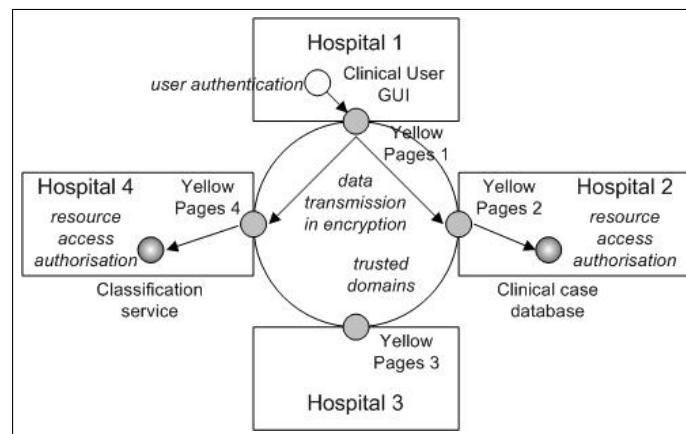 Hospital 1
user authentication
Clinical User
GUI
Yellow
Pages 1
Hospital 4
Yellow
Pages 4
resource
access
authorisation
data
transmission
in encryption
Yellow
Pages 2
Hospital 2
resource
access
authorisation
trusted
domains
Classification
service
Clinical case
database
Yellow
Pages 3
Hospital 3